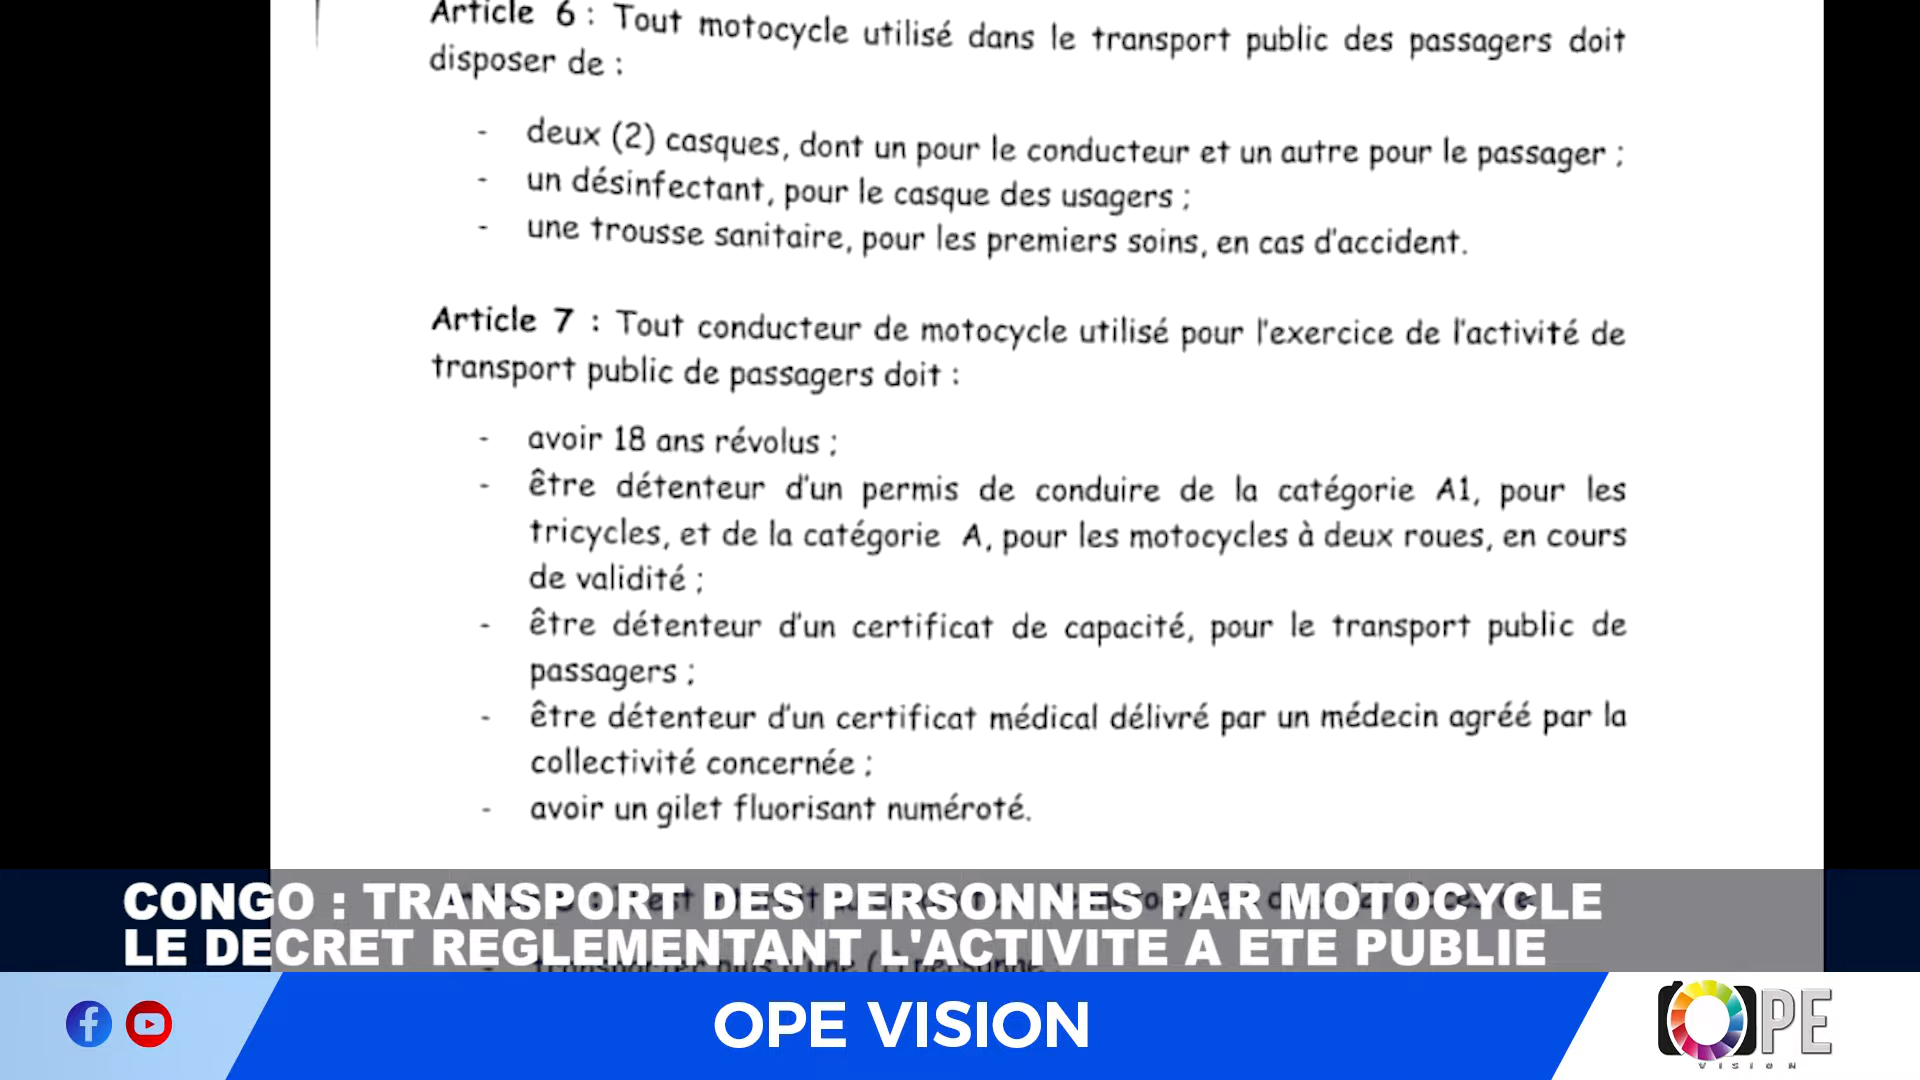 Article 6 : Tout motocycle utilisé dans le transport public des passagers doit
disposer de :
- deux (2) casques, dont un pour le conducteur et un autre pour le passager ;
- un désinfectant, pour le casque des usagers ;
- une trousse sanitaire, pour les premiers soins, en cas d'accident.
Article 7 : Tout conducteur de motocycle utilisé pour l'exercice de l'activité de
transport public de passagers doit :
- avoir 18 ans révolus ;
- être détenteur d'un permis de conduire de la catégorie A1, pour les
tricycles, et de la catégorie A, pour les motocycles à deux roues, en cours
de validité ;
- être détenteur d'un certificat de capacité, pour le transport public de
passagers ;
- être détenteur d'un certificat médical délivré par un médecin agréé par la
collectivité concernée ;
- avoir un gilet fluorisant numéroté.
CONGO : TRANSPORT DES PERSONNES PAR MOTOCYCLE
LE DECRET REGLEMENTANT L'ACTIVITE A ETE PUBLIE
- transporter plus d'une (1) personne ;
OPE VISION
OPE
VISION